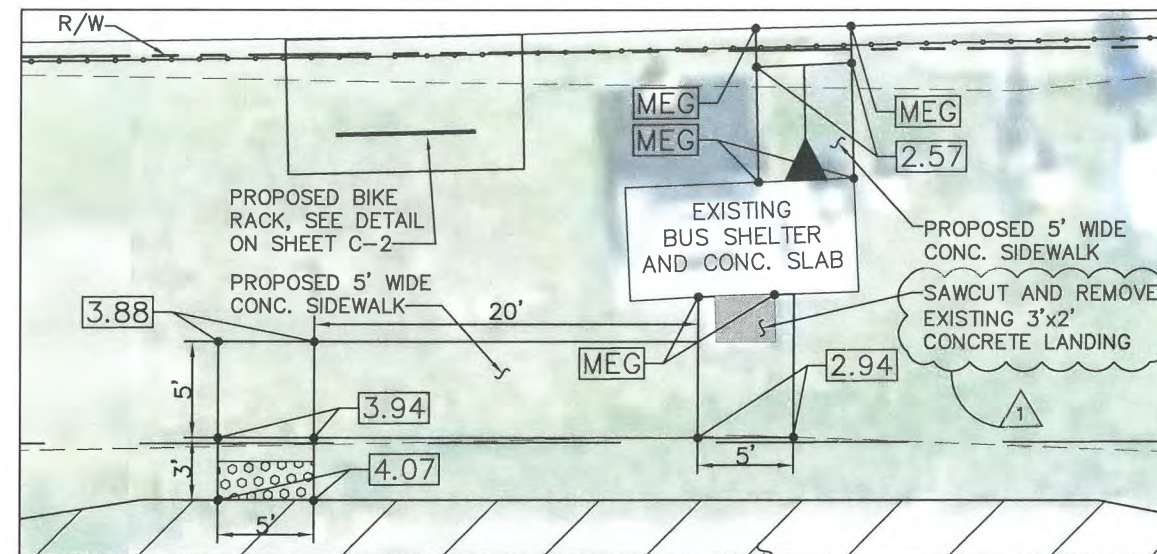 R/W
MEG
MEG
MEG
2.57
PROPOSED BIKE
RACK, SEE DETAIL
ON SHEET C-2
EXISTING
BUS SHELTER
AND CONC. SLAB
PROPOSED 5' WIDE
CONC. SIDEWALK
PROPOSED 5' WIDE
CONC. SIDEWALK
SAWCUT AND REMOVE
EXISTING 3'x2'
CONCRETE LANDING
3.88
20'
MEG
2.94
5'
3.94
1
3'
4.07
5'
5'